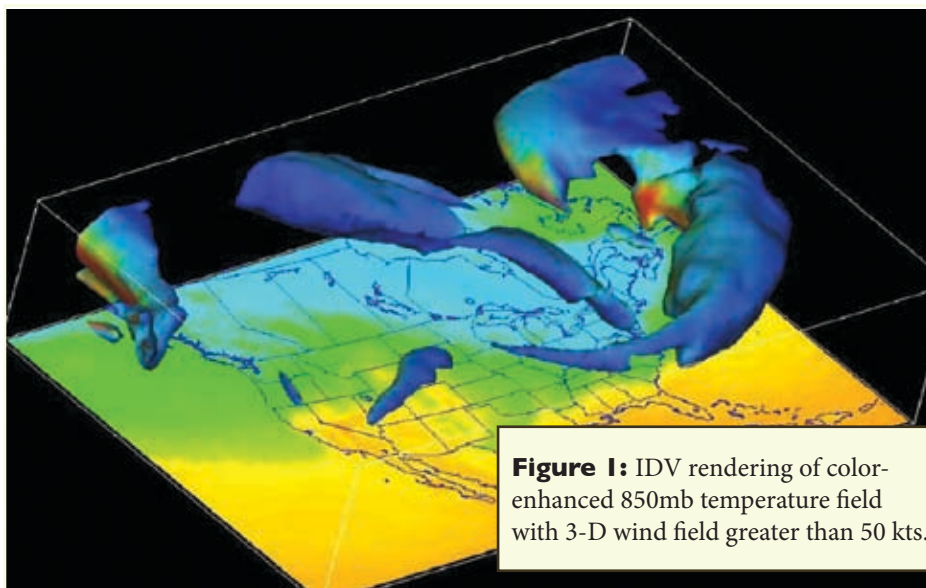 Figure 1: IDV rendering of color-
enhanced 850mb temperature field
with 3-D wind field greater than 50 kts.